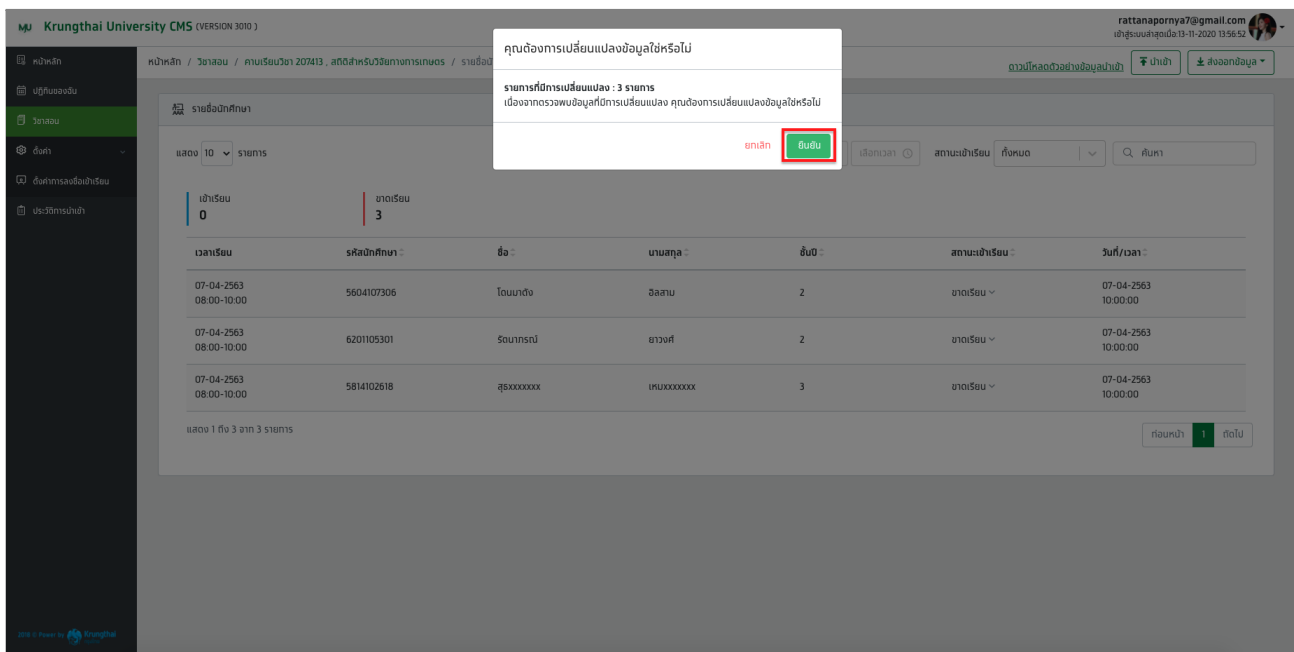 MJU Krungthai University CMS (VERSION 3010 )
rattanapornya7@gmail.com
เข้าสู่ระบบล่าสุดเมื่อ:13-11-2020 13:56:52
หน้าหลัก
ปฏิทินของฉัน
วิชาสอน
ตั้งค่า
ตั้งค่าการลงชื่อเข้าเรียน
ประวัติการนำเข้า
หน้าหลัก / วิชาสอน / คาบเรียนวิชา 207413 , สถิติสำหรับวิจัยทางการเกษตร /
ดาวน์โหลดตัวอย่างข้อมูลนำเข้า นำเข้า ส่งออกข้อมูล
คุณต้องการเปลี่ยนแปลงข้อมูลใช่หรือไม่
รายการที่มีการเปลี่ยนแปลง : 3 รายการ
เนื่องจากตรวจพบข้อมูลที่มีการเปลี่ยนแปลง คุณต้องการเปลี่ยนแปลงข้อมูลใช่หรือไม่
ยกเลิก ยืนยัน
รายชื่อนักศึกษา
แสดง 10 รายการ
เลือกเวลา สถานะเข้าเรียน ทั้งหมด ค้นหา
เข้าเรียน ขาดเรียน
0 3
เวลาเรียน รหัสนักศึกษา ชื่อ นามสกุล ชั้นปี สถานะเข้าเรียน วันที่/เวลา
07-04-2563 08:00-10:00 5604107306 โดนมาดัง อิสลาม 2 ขาดเรียน 07-04-2563 10:00:00
07-04-2563 08:00-10:00 6201105301 รัตนาภรณ์ ยาวงศ์ 2 ขาดเรียน 07-04-2563 10:00:00
07-04-2563 08:00-10:00 5814102618 สุธxxxxxxx เหมxxxxxxx 3 ขาดเรียน 07-04-2563 10:00:00
แสดง 1 ถึง 3 จาก 3 รายการ
ก่อนหน้า 1 ถัดไป
Krungthai